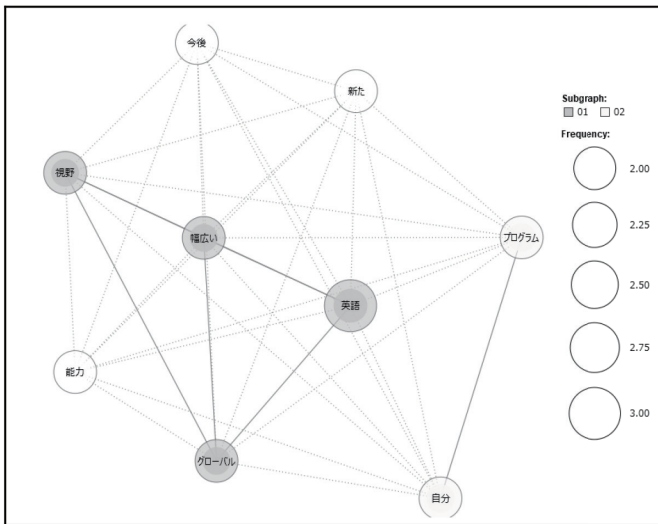 今後
新た
視野
幅広い
プログラム
英語
能力
グローバル
自分
Subgraph:
01 02
Frequency:
2.00
2.25
2.50
2.75
3.00